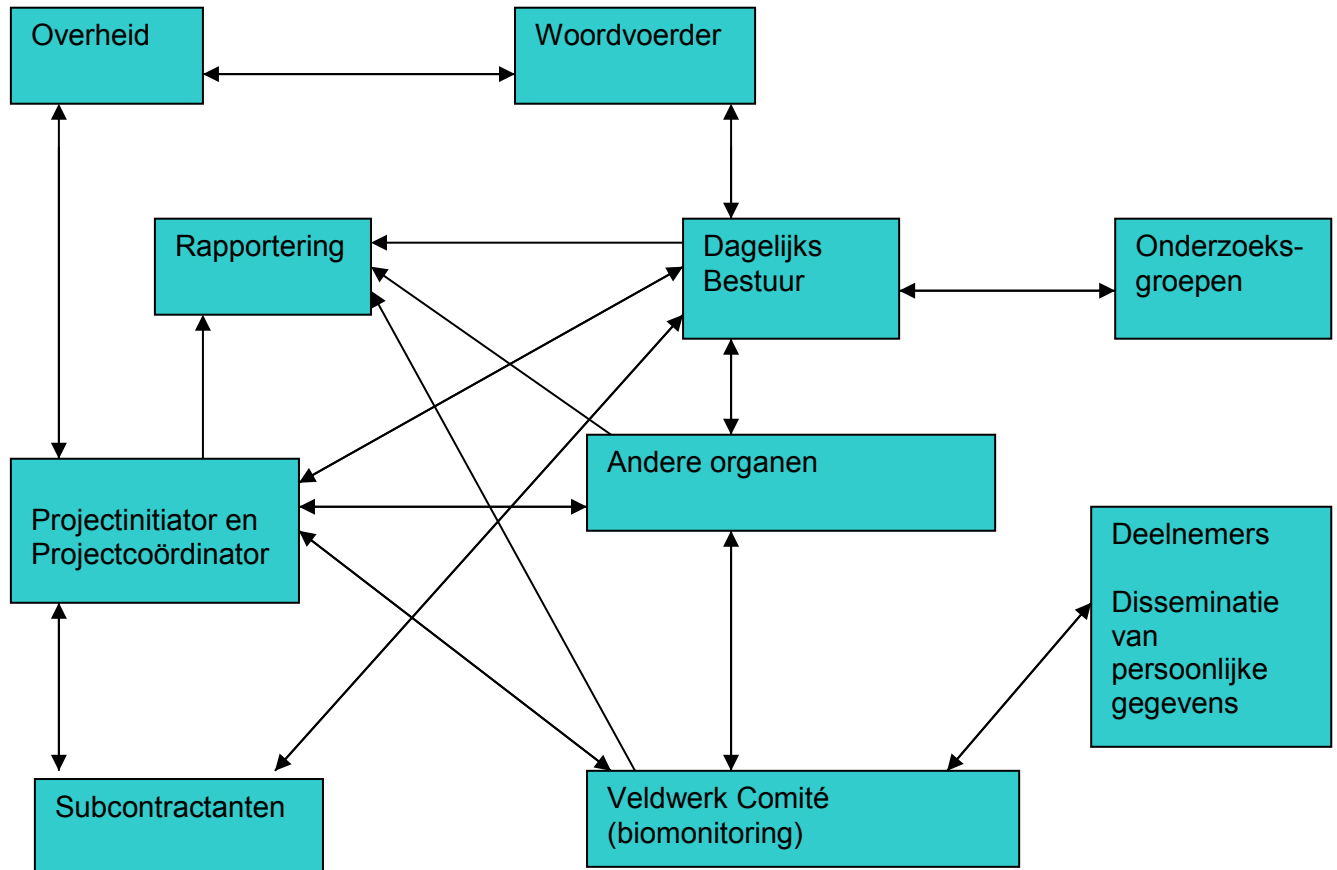 Overheid
Woordvoerder
Rapportering
Dagelijks
Bestuur
Onderzoeks-
groepen
Andere organen
Projectinitiator en
Projectcoördinator
Deelnemers
Disseminatie
van
persoonlijke
gegevens
Subcontractanten
Veldwerk Comité
(biomonitoring)